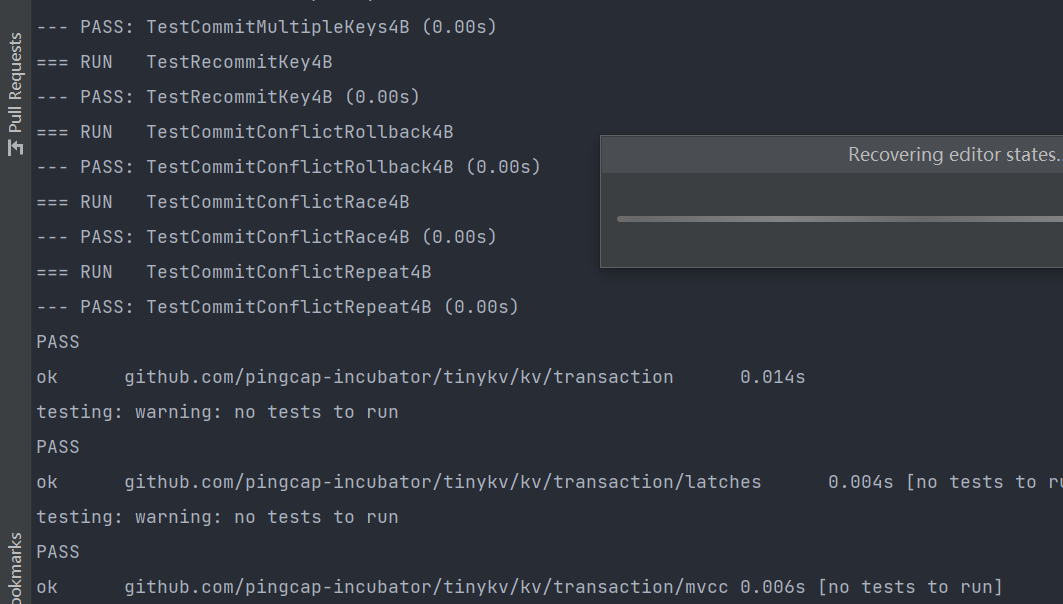 --- PASS: TestCommitMultipleKeys4B (0.00s)
=== RUN   TestRecommitKey4B
--- PASS: TestRecommitKey4B (0.00s)
=== RUN   TestCommitConflictRollback4B
--- PASS: TestCommitConflictRollback4B (0.00s)
=== RUN   TestCommitConflictRace4B
--- PASS: TestCommitConflictRace4B (0.00s)
=== RUN   TestCommitConflictRepeat4B
--- PASS: TestCommitConflictRepeat4B (0.00s)
PASS
ok      github.com/pingcap-incubator/tinykv/kv/transaction      0.014s
testing: warning: no tests to run
PASS
ok      github.com/pingcap-incubator/tinykv/kv/transaction/latches      0.004s [no tests to
testing: warning: no tests to run
PASS
ok      github.com/pingcap-incubator/tinykv/kv/transaction/mvcc 0.006s [no tests to run]
Pull Requests
Recovering editor states..